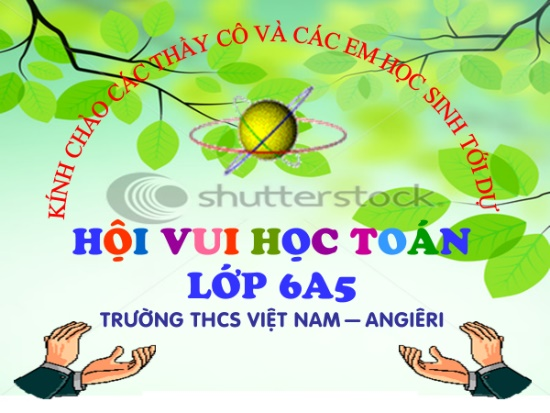 KÍNH CHÀO CÁC THÀY CÔ VÀ CÁC EM HỌC SINH TỚI DỰ
shutterstock
HỘI VUI HỌC TOÁN
LỚP 6A5
TRƯỜNG THCS VIỆT NAM – ANGIÊRI